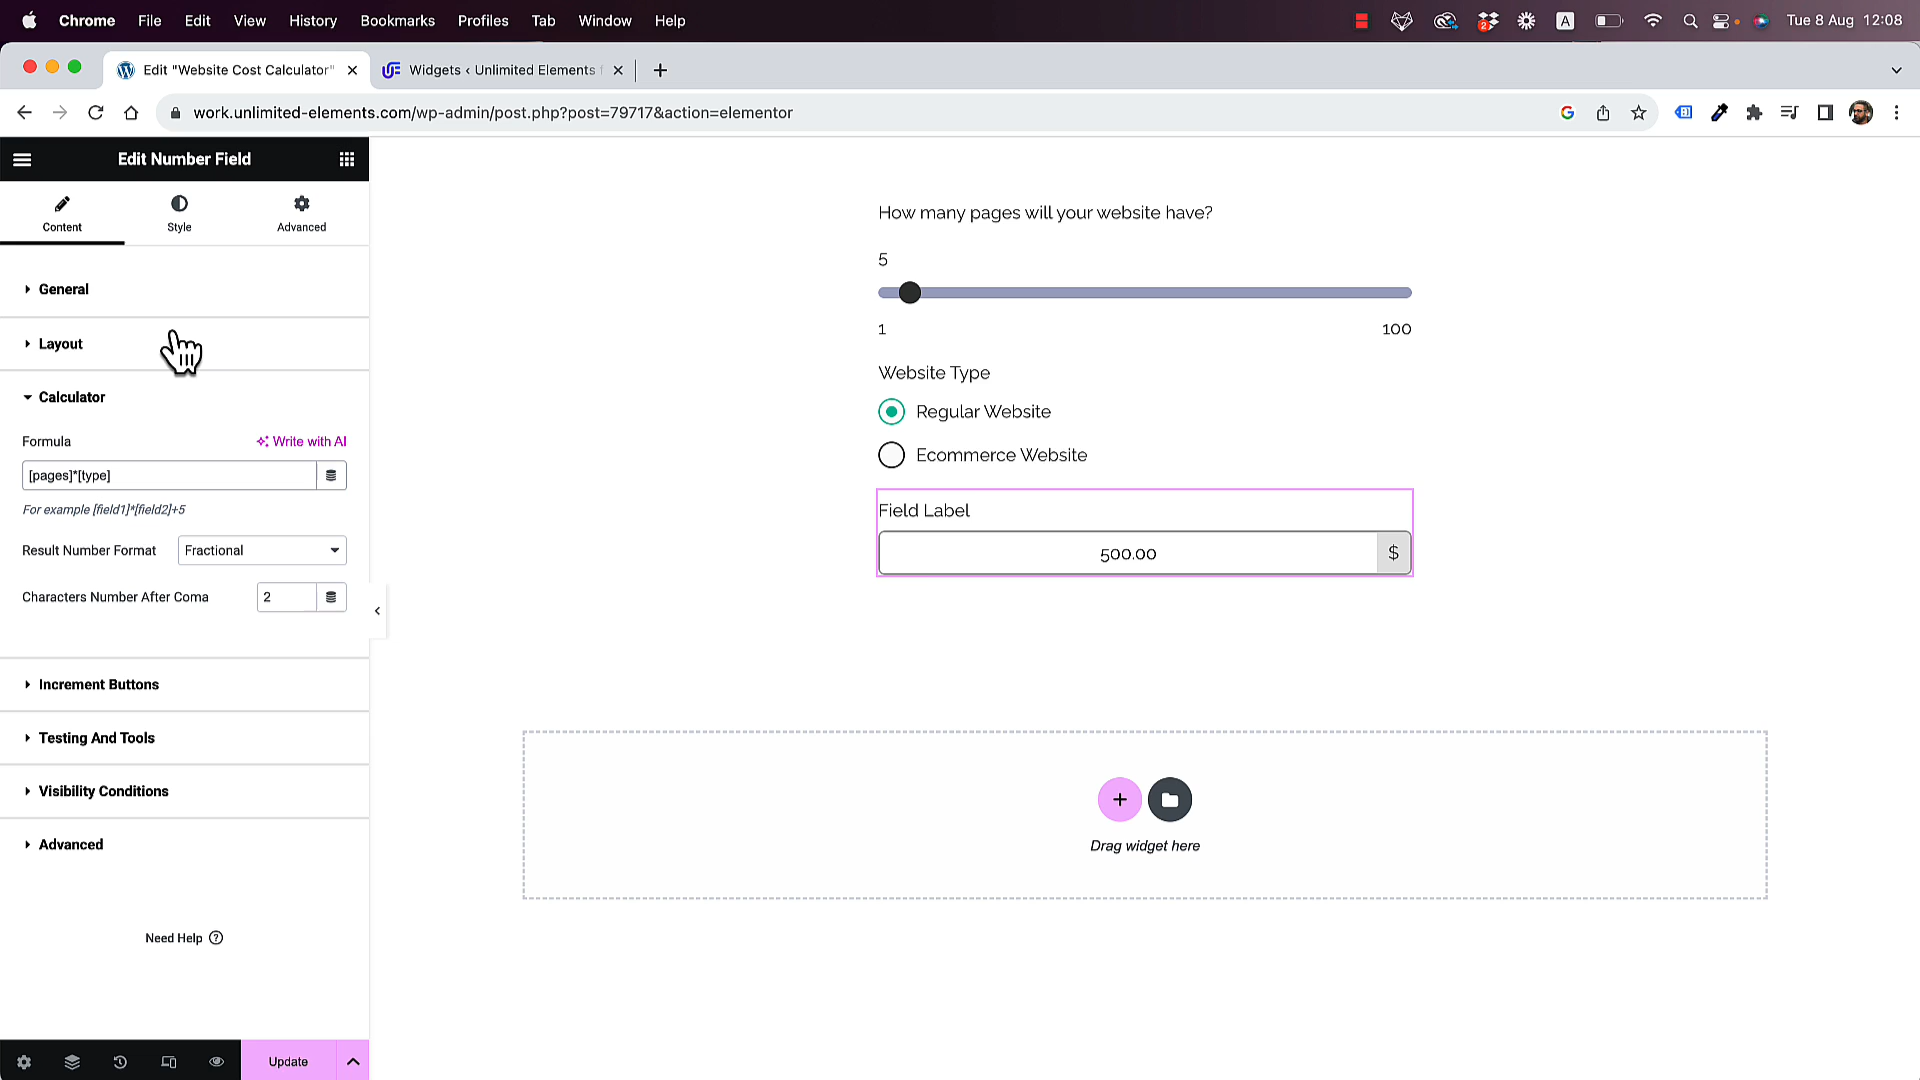 Chrome File Edit View History Bookmarks Profiles Tab Window Help
2 A Tue 8 Aug 12:08
Edit "Website Cost Calculator" Widgets ‹ Unlimited Elements
work.unlimited-elements.com/wp-admin/post.php?post=79717&action=elementor
Edit Number Field
Content Style Advanced
General
Layout
Calculator
Formula Write with AI
[pages]*[type]
For example [field1]*[field2]+5
Result Number Format Fractional
Characters Number After Coma 2
Increment Buttons
Testing And Tools
Visibility Conditions
Advanced
Need Help ?
Update
How many pages will your website have?
5
1 100
Website Type
Regular Website
Ecommerce Website
Field Label
500.00 $
Drag widget here